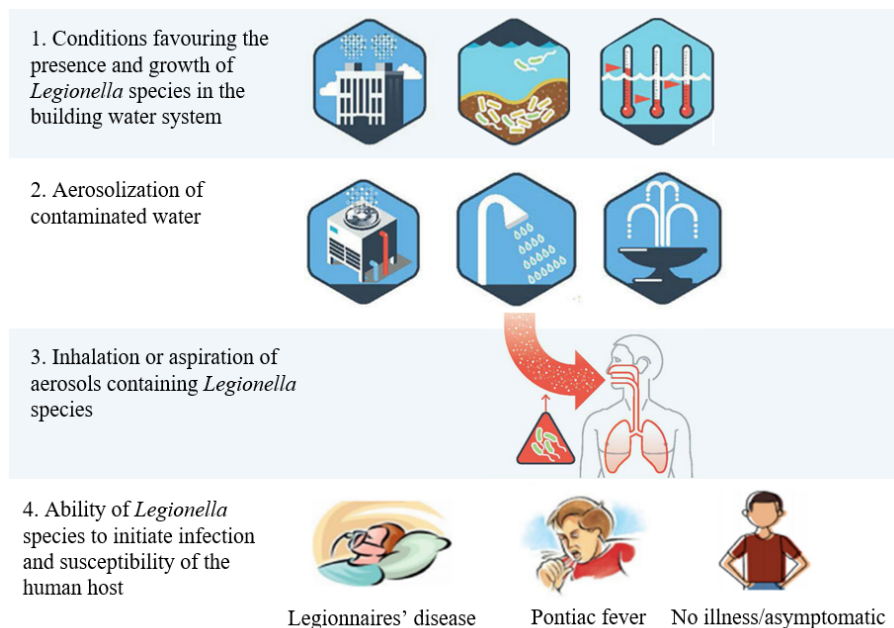 1. Conditions favouring the
presence and growth of
Legionella species in the
building water system
2. Aerosolization of
contaminated water
3. Inhalation or aspiration of
aerosols containing Legionella
species
4. Ability of Legionella
species to initiate infection
and susceptibility of the
human host
Legionnaires’ disease
Pontiac fever
No illness/asymptomatic